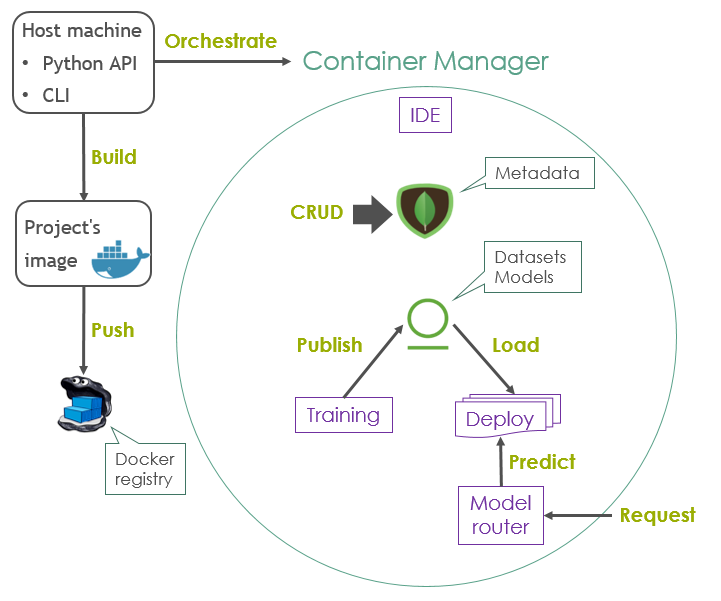 Host machine
• Python API
• CLI
Orchestrate
Container Manager
IDE
Build
Metadata
CRUD
Project's
image
Datasets
Models
Push
Publish
Load
Training
Deploy
Docker
registry
Predict
Model
router
Request